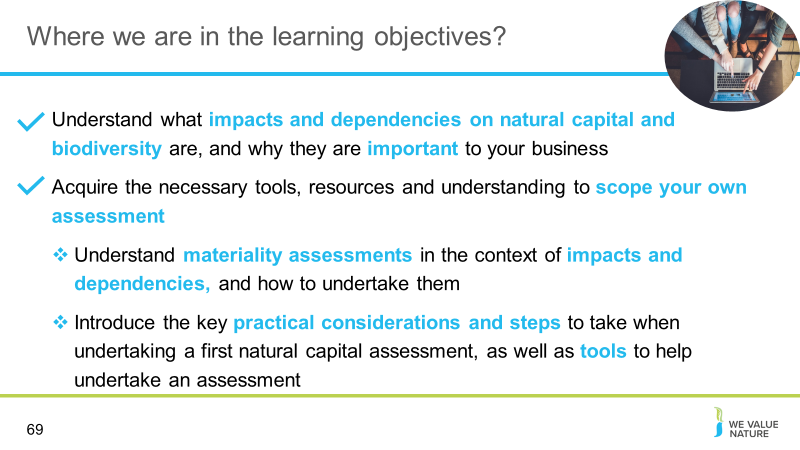 Where we are in the learning objectives?
Understand what impacts and dependencies on natural capital and
biodiversity are, and why they are important to your business
Acquire the necessary tools, resources and understanding to scope your own
assessment
Understand materiality assessments in the context of impacts and
dependencies, and how to undertake them
Introduce the key practical considerations and steps to take when
undertaking a first natural capital assessment, as well as tools to help
undertake an assessment
69
WE VALUE
NATURE